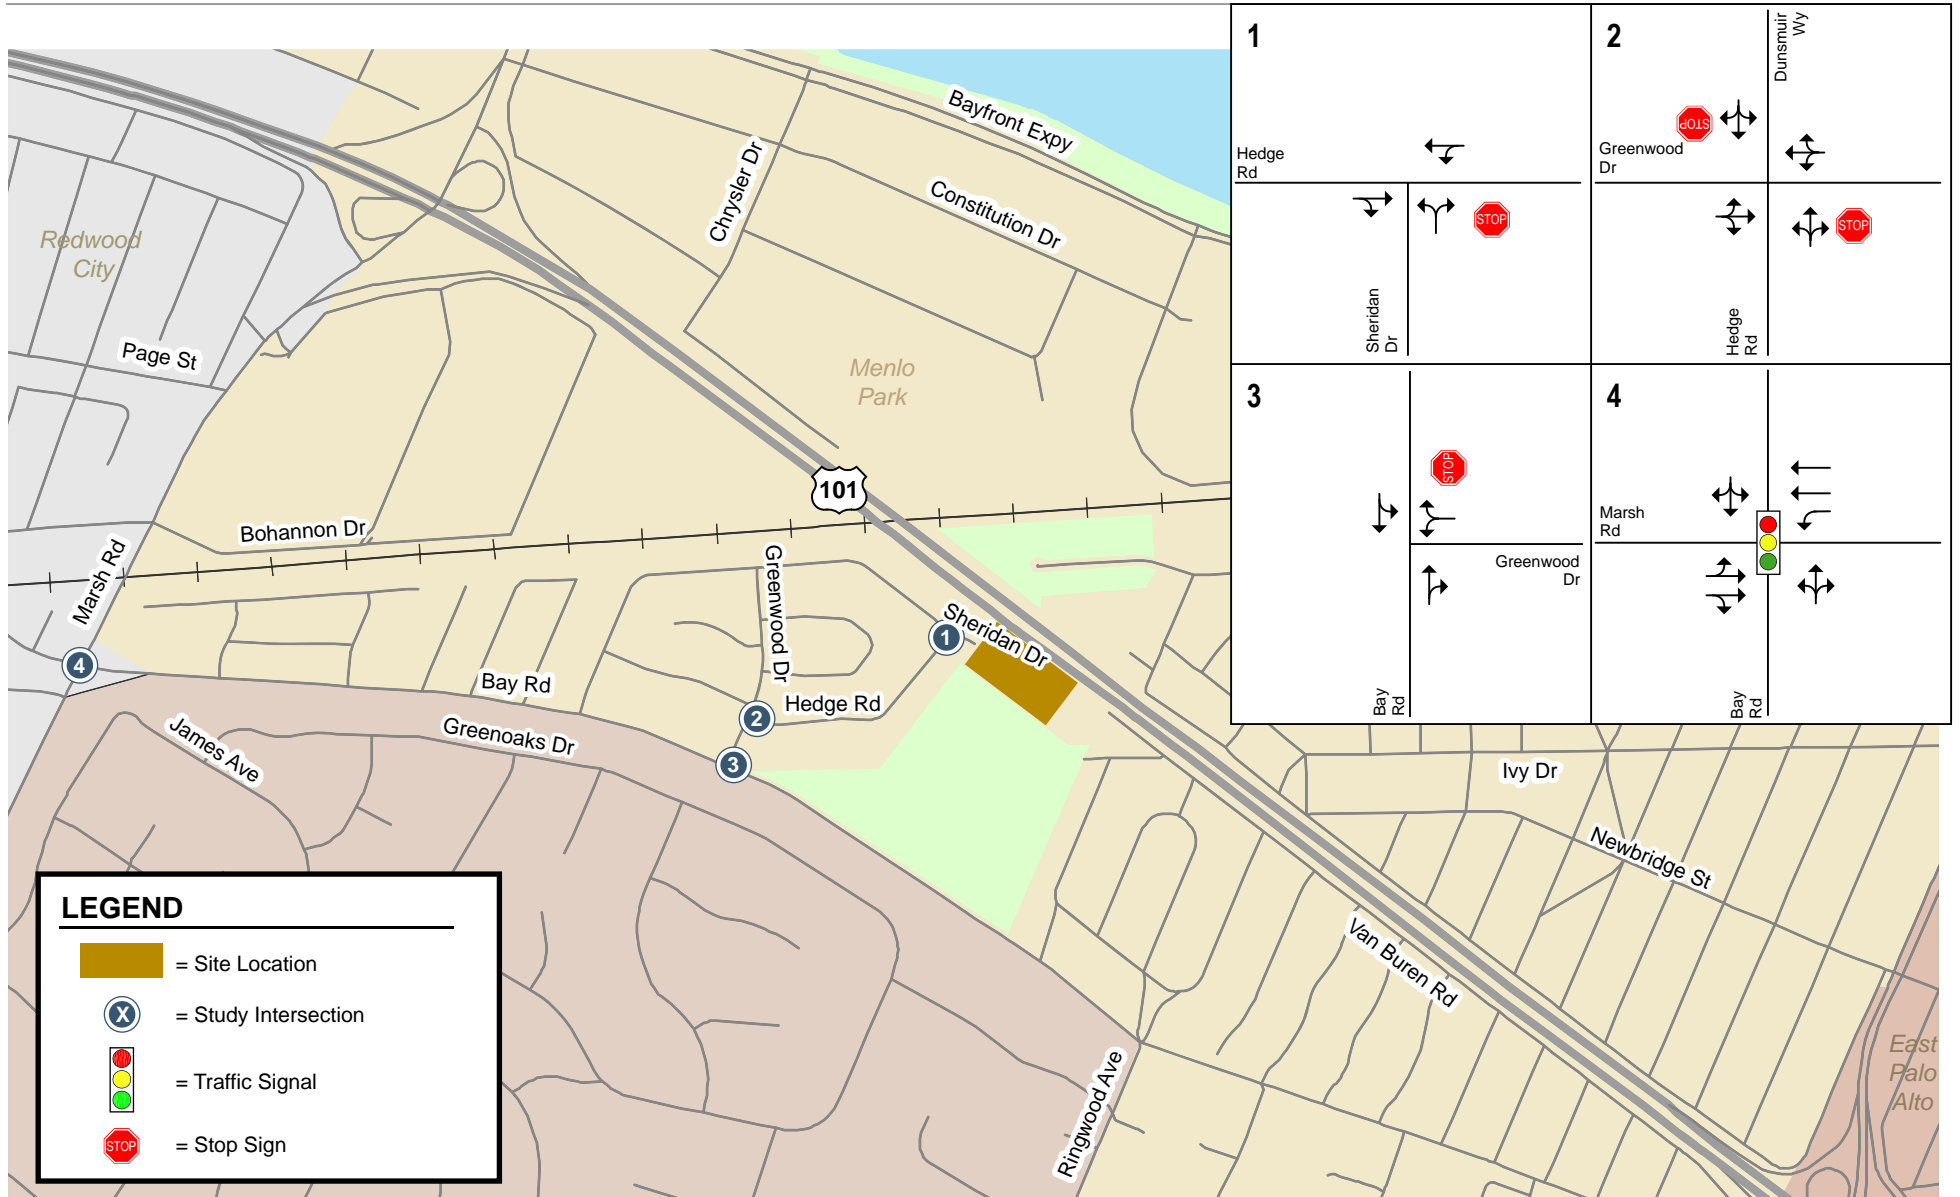 1
Hedge
Rd
STOP
Sheridan
Dr
2
Dunsmuir
Wy
STOP
Greenwood
Dr
STOP
Hedge
Rd
3
STOP
Greenwood
Dr
Bay
Rd
4
Marsh
Rd
Bay
Rd
Bayfront Expy
Chrysler Dr
Constitution Dr
Redwood
City
Page St
Menlo
Park
101
Bohannon Dr
Marsh Rd
Greenwood Dr
Sheridan Dr
1
4
Bay Rd
Hedge Rd
2
3
James Ave
Greenoaks Dr
Ivy Dr
Newbridge St
Van Buren Rd
Ringwood Ave
East
Palo
Alto
LEGEND
= Site Location
X
= Study Intersection
= Traffic Signal
STOP
= Stop Sign